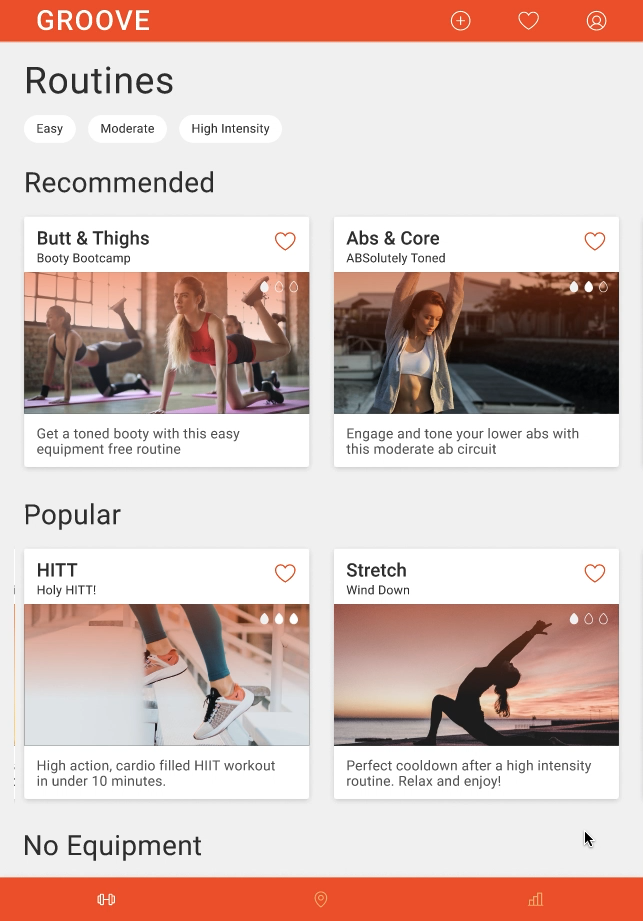 GROOVE
Routines
Easy
Moderate
High Intensity
Recommended
Butt & Thighs
Booty Bootcamp
Get a toned booty with this easy
equipment free routine
Abs & Core
ABSolutely Toned
Engage and tone your lower abs with
this moderate ab circuit
Popular
HITT
Holy HITT!
High action, cardio filled HIIT workout
in under 10 minutes.
Stretch
Wind Down
Perfect cooldown after a high intensity
routine. Relax and enjoy!
No Equipment